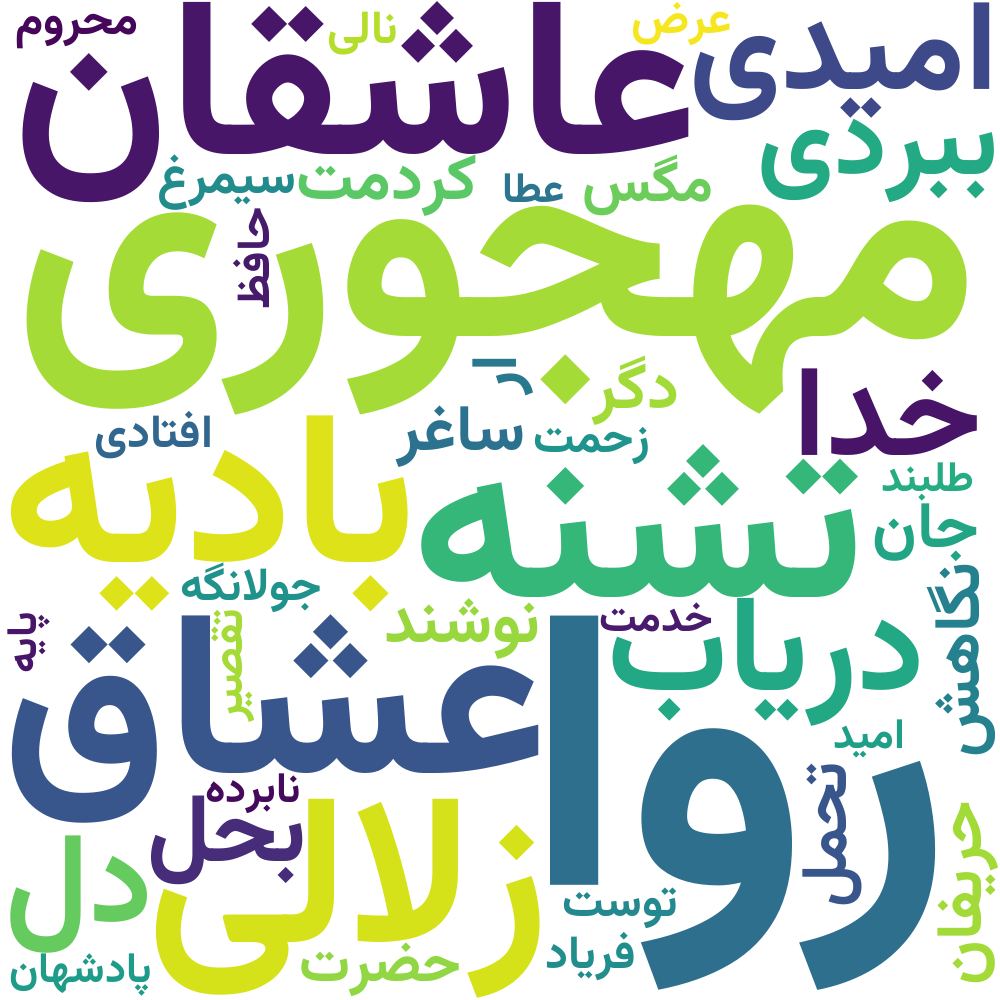 محروم
نالی
عرض
امیدی
عاشقان
ببردی
سیمرغ
کردمت
عطا
مگس
حافظ
مهجوری
ار
دگر
خدا
افتادی
ساغر
زحمت
بادیه
تشنه
طلبند
جان
جولانگه
نگاهش
نوشند
خدمت
دریاب
پایه
تقصیر
عشاق
روا
امید
نابرده
بحل
تحمل
زلالی
دل
حریفان
توست
فریاد
حضرت
پادشهان